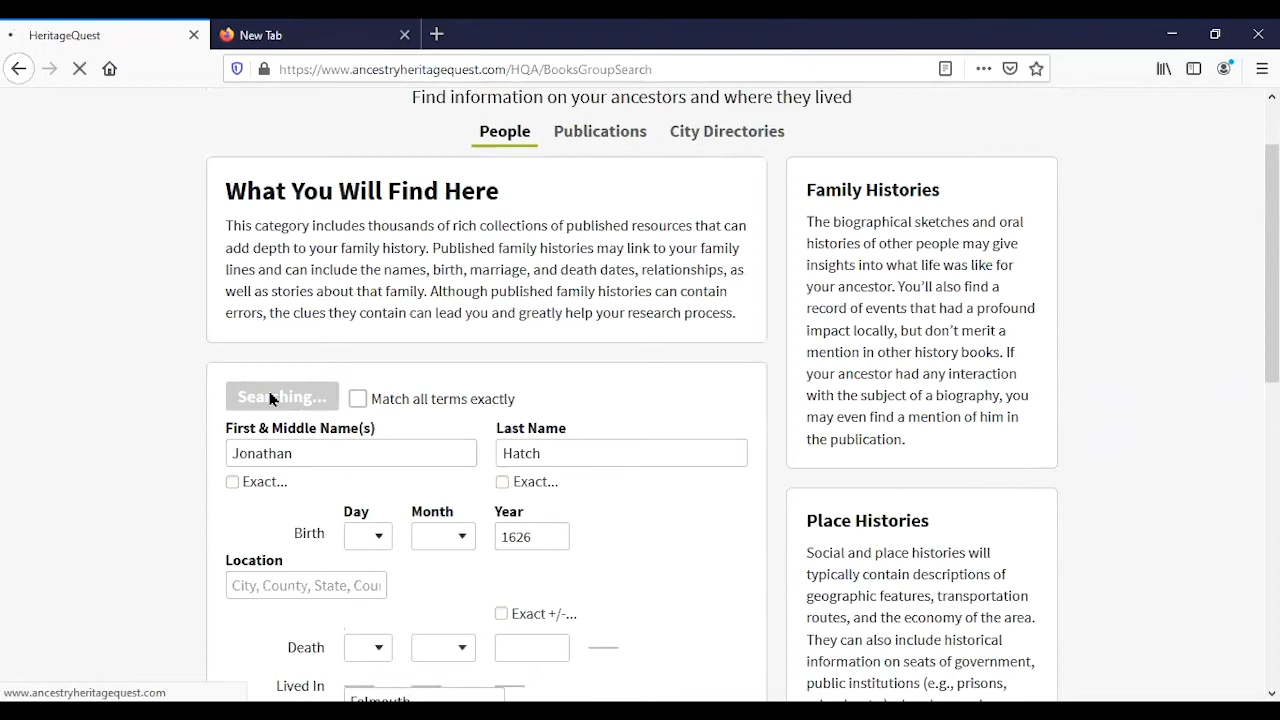 HeritageQuest
New Tab
https://www.ancestryheritagequest.com/HQA/BooksGroupSearch
Find information on your ancestors and where they lived
People Publications City Directories
What You Will Find Here
This category includes thousands of rich collections of published resources that can
add depth to your family history. Published family histories may link to your family
lines and can include the names, birth, marriage, and death dates, relationships, as
well as stories about that family. Although published family histories can contain
errors, the clues they contain can lead you and greatly help your research process.
Searching...
Match all terms exactly
First & Middle Name(s)
Last Name
Jonathan
Hatch
Exact...
Exact...
Day Month Year
Birth
1626
Location
City, County, State, Cou
Exact +/-...
Death
Lived In
Falmouth
Family Histories
The biographical sketches and oral
histories of other people may give
insights into what life was like for
your ancestor. You'll also find a
record of events that had a profound
impact locally, but don't merit a
mention in other history books. If
your ancestor had any interaction
with the subject of a biography, you
may even find a mention of him in
the publication.
Place Histories
Social and place histories will
typically contain descriptions of
geographic features, transportation
routes, and the economy of the area.
They can also include historical
information on seats of government,
public institutions (e.g., prisons,
www.ancestryheritagequest.com